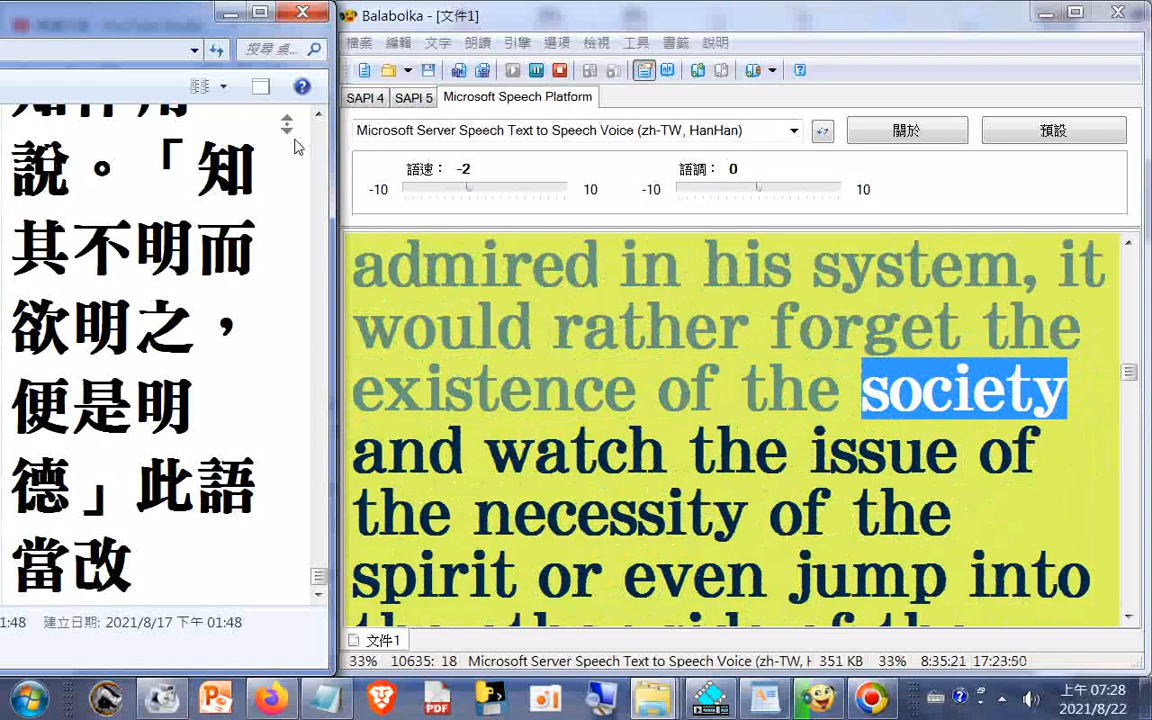 搜尋 桌...
說。「知
其不明而
欲明之，
便是明
德」此語
當改
1:48 建立日期: 2021/8/17 下午 01:48
Balabolka - [文件1]
檔案 編輯 文字 朗讀 引擎 選項 檢視 工具 書籤 說明
SAPI 4 SAPI 5 Microsoft Speech Platform
Microsoft Server Speech Text to Speech Voice (zh-TW, HanHan) 關於 預設
語速： -2 語調： 0
-10 10 -10 10
admired in his system, it
would rather forget the
existence of the society
and watch the issue of
the necessity of the
spirit or even jump into
文件1
33% 10635: 18 Microsoft Server Speech Text to Speech Voice (zh-TW, H 351 KB 33% 8:35:21 17:23:50
PDF
上午 07:28
2021/8/22